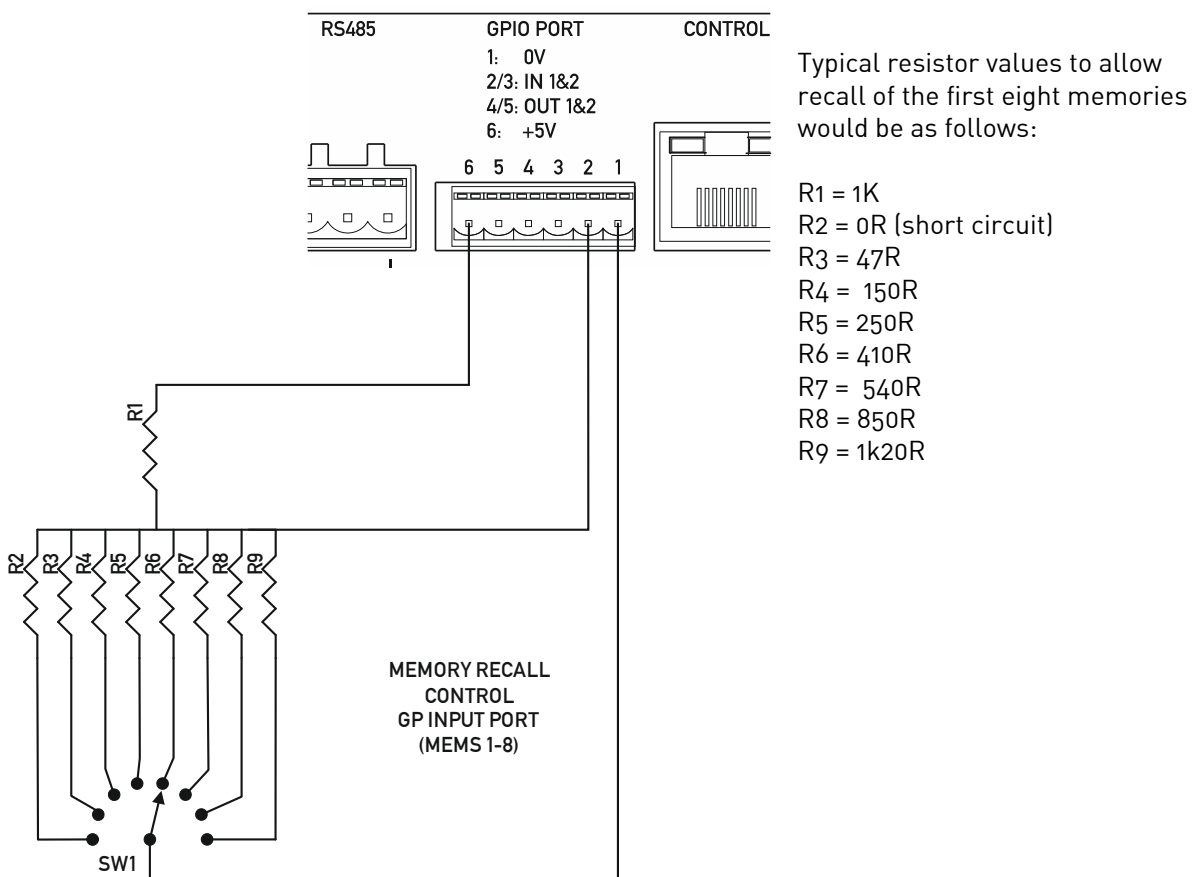 RS485
GPIO PORT
CONTROL
1: 0V
2/3: IN 1&2
4/5: OUT 1&2
6: +5V
6 5 4 3 2 1
Typical resistor values to allow
recall of the first eight memories
would be as follows:
R1 = 1K
R2 = 0R (short circuit)
R3 = 47R
R4 = 150R
R5 = 250R
R6 = 410R
R7 = 540R
R8 = 850R
R9 = 1k20R
R1
R2
R3
R4
R5
R6
R7
R8
R9
MEMORY RECALL
CONTROL
GP INPUT PORT
(MEMS 1-8)
SW1